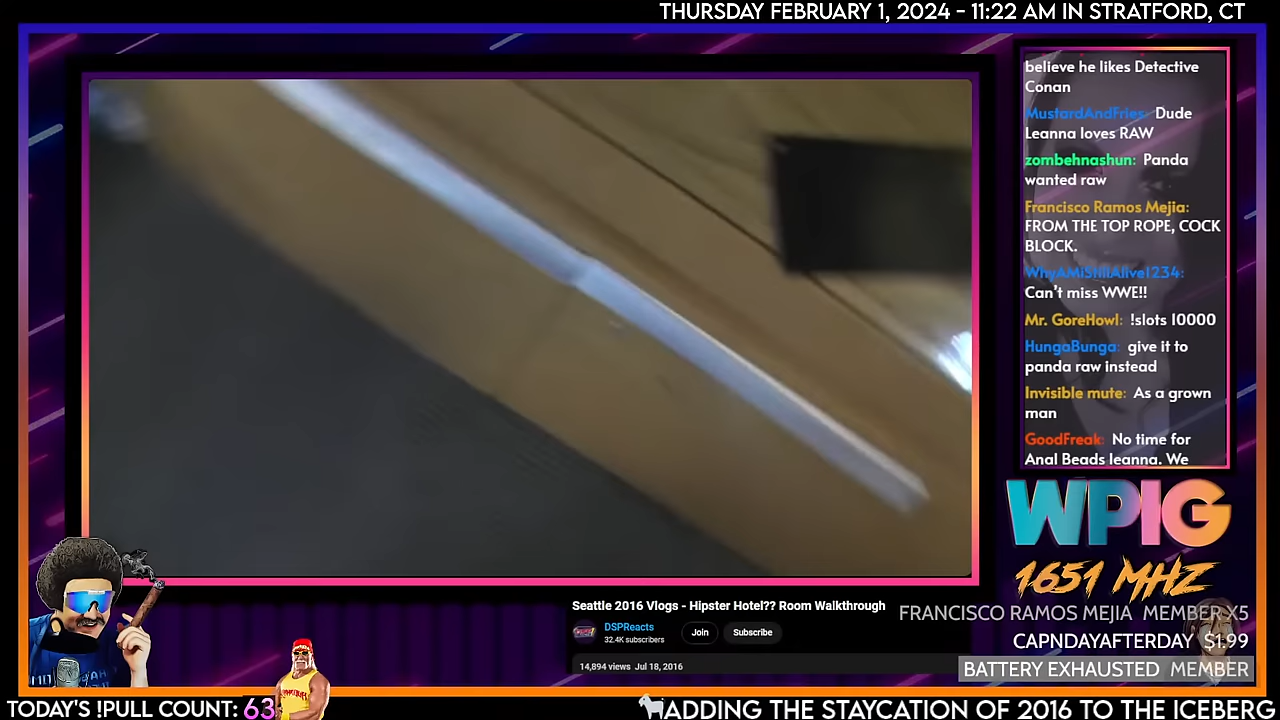 THURSDAY FEBRUARY 1, 2024 - 11:22 AM IN STRATFORD, CT
believe he likes Detective
Conan
MustardAndFries: Dude
Leanna loves RAW
zombehnashun: Panda
wanted raw
Francisco Ramos Mejia:
FROM THE TOP ROPE, COCK
BLOCK.
WhyAMiStillAlive1234:
Can't miss WWE!!
Mr. GoreHowl: !slots 10000
HungaBunga: give it to
panda raw instead
Invisible mute: As a grown
man
GoodFreak: No time for
Anal Beads leanna. We
WPIG
1651 MHZ
FRANCISCO RAMOS MEJIA MEMBER X5
CAPNDAYAFTERDAY $1.99
BATTERY EXHAUSTED MEMBER
Seattle 2016 Vlogs - Hipster Hotel?? Room Walkthrough
DSPReacts
32.4K subscribers
Join
Subscribe
14,894 views Jul 18, 2016
TODAY'S !PULL COUNT: 63
ADDING THE STAYCATION OF 2016 TO THE ICEBERG